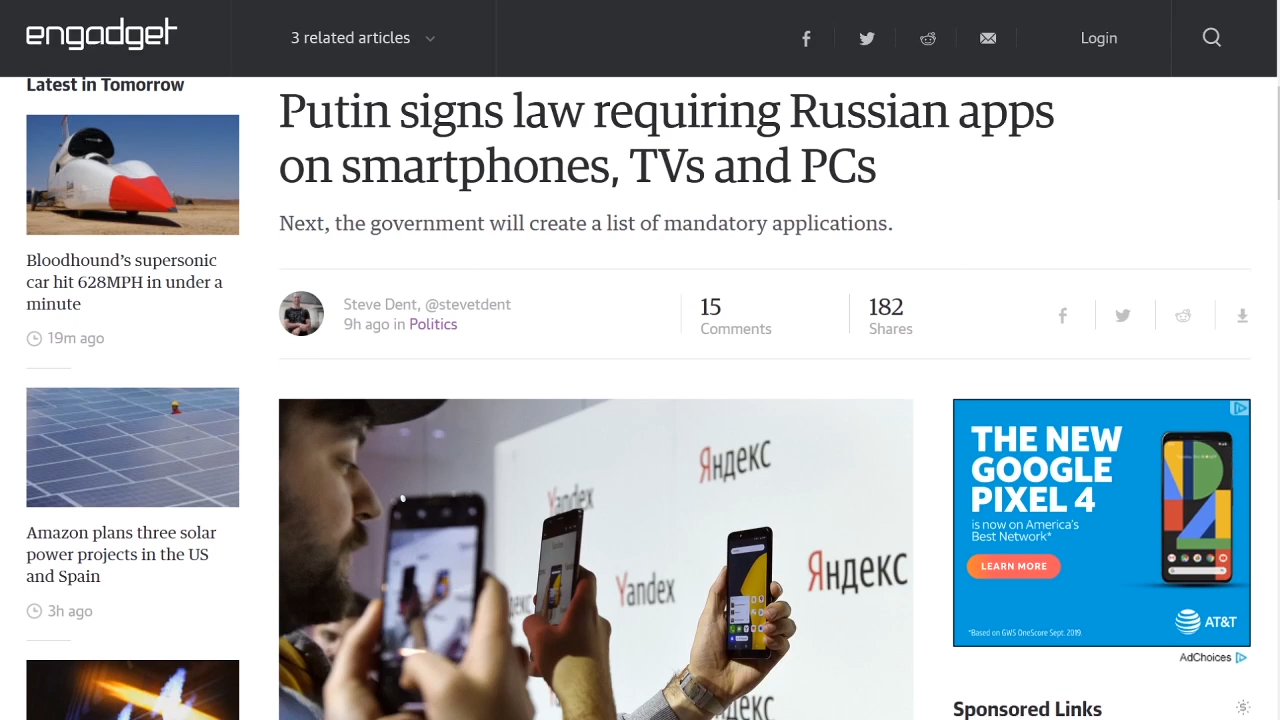 engadget
3 related articles
Login
Latest in Tomorrow
Bloodhound's supersonic
car hit 628MPH in under a
minute
19m ago
Amazon plans three solar
power projects in the US
and Spain
3h ago
Putin signs law requiring Russian apps
on smartphones, TVs and PCs
Next, the government will create a list of mandatory applications.
Steve Dent, @stevetdent
9h ago in Politics
15
Comments
182
Shares
Яндекс
Yandex
Yandex
Яндекс
THE NEW
GOOGLE
PIXEL 4
is now on America's
Best Network*
LEARN MORE
*Based on GWS OneScore Sept. 2019.
AT&T
AdChoices
Sponsored Links